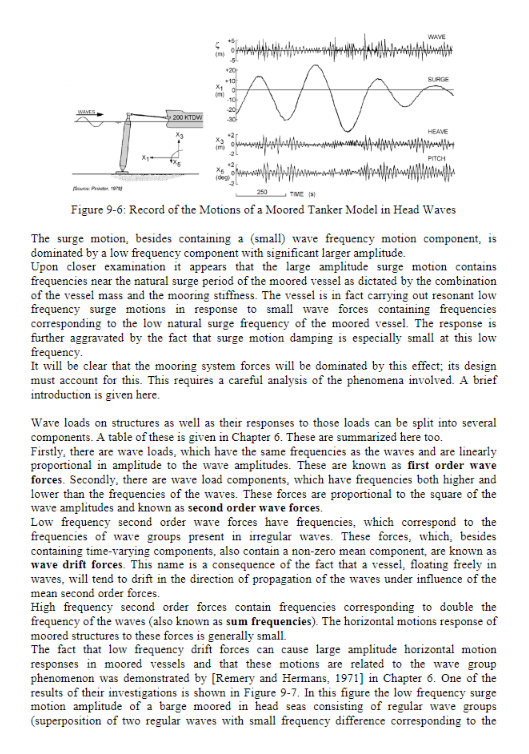 WAVE
ζ
(m)
+5
0
-5
+20
+10
SURGE
X1
(m)
0
-10
-20
-30
WAVES
200 KTDW
X3
X1
X5
HEAVE
X3
(m)
+2
0
-2
PITCH
X5
(deg)
+2
0
-2
250
TIME (s)
[Source: Pinkster, 1976]
Figure 9-6: Record of the Motions of a Moored Tanker Model in Head Waves
The surge motion, besides containing a (small) wave frequency motion component, is
dominated by a low frequency component with significant larger amplitude.
Upon closer examination it appears that the large amplitude surge motion contains
frequencies near the natural surge period of the moored vessel as dictated by the combination
of the vessel mass and the mooring stiffness. The vessel is in fact carrying out resonant low
frequency surge motions in response to small wave forces containing frequencies
corresponding to the low natural surge frequency of the moored vessel. The response is
further aggravated by the fact that surge motion damping is especially small at this low
frequency.
It will be clear that the mooring system forces will be dominated by this effect; its design
must account for this. This requires a careful analysis of the phenomena involved. A brief
introduction is given here.
Wave loads on structures as well as their responses to those loads can be split into several
components. A table of these is given in Chapter 6. These are summarized here too.
Firstly, there are wave loads, which have the same frequencies as the waves and are linearly
proportional in amplitude to the wave amplitudes. These are known as first order wave
forces. Secondly, there are wave load components, which have frequencies both higher and
lower than the frequencies of the waves. These forces are proportional to the square of the
wave amplitudes and known as second order wave forces.
Low frequency second order wave forces have frequencies, which correspond to the
frequencies of wave groups present in irregular waves. These forces, which, besides
containing time-varying components, also contain a non-zero mean component, are known as
wave drift forces. This name is a consequence of the fact that a vessel, floating freely in
waves, will tend to drift in the direction of propagation of the waves under influence of the
mean second order forces.
High frequency second order forces contain frequencies corresponding to double the
frequency of the waves (also known as sum frequencies). The horizontal motions response of
moored structures to these forces is generally small.
The fact that low frequency drift forces can cause large amplitude horizontal motion
responses in moored vessels and that these motions are related to the wave group
phenomenon was demonstrated by [Remery and Hermans, 1971] in Chapter 6. One of the
results of their investigations is shown in Figure 9-7. In this figure the low frequency surge
motion amplitude of a barge moored in head seas consisting of regular wave groups
(superposition of two regular waves with small frequency difference corresponding to the